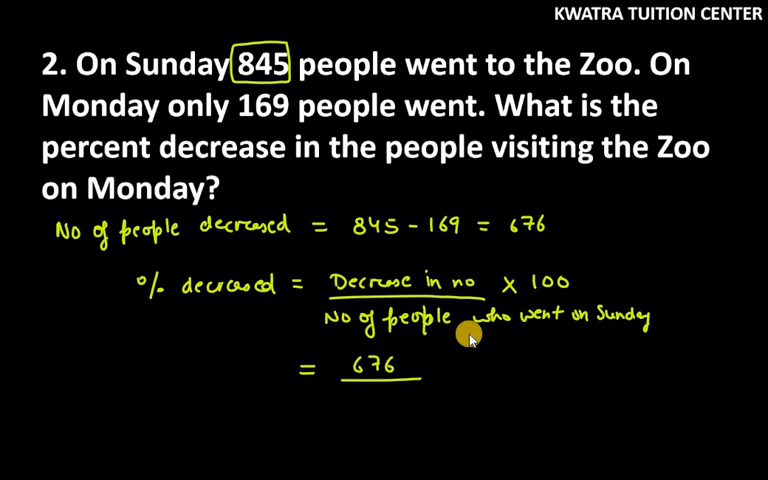 KWATRA TUITION CENTER
2. On Sunday 845 people went to the Zoo. On
Monday only 169 people went. What is the
percent decrease in the people visiting the Zoo
on Monday?
No of people decreased = 845 - 169 = 676
% decreased = Decrease in no × 100
No of people who went on Sunday
= 676